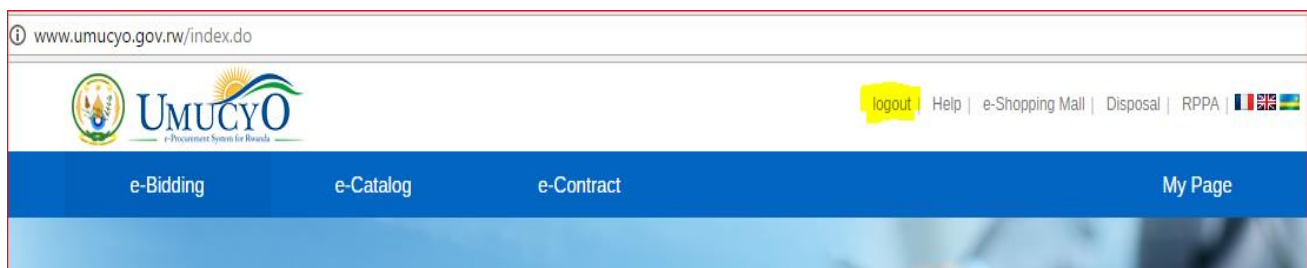 www.umucyo.gov.rw/index.do
UMUCYO
e-Procurement System for Rwanda
logout | Help | e-Shopping Mall | Disposal | RPPA |
e-Bidding e-Catalog e-Contract My Page